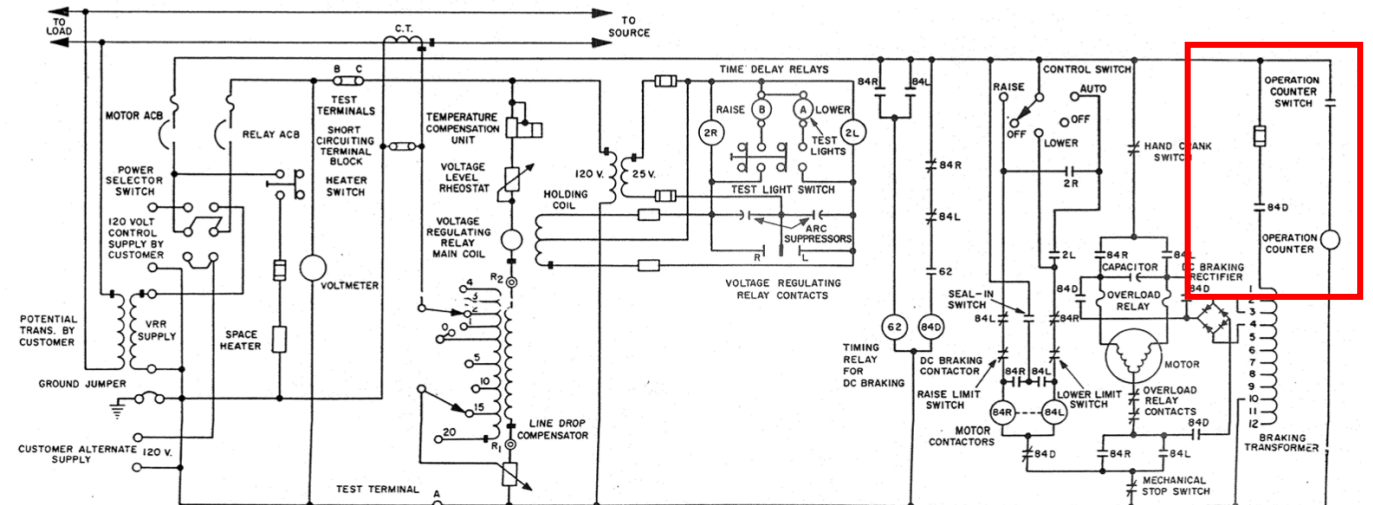 TO
LOAD
C.T.
TO
SOURCE
B C
TEST
TERMINALS
MOTOR ACB
RELAY ACB
SHORT
CIRCUITING
TERMINAL
BLOCK
POWER
SELECTOR
SWITCH
HEATER
SWITCH
120 VOLT
CONTROL
SUPPLY BY
CUSTOMER
VOLTMETER
POTENTIAL
TRANS. BY
CUSTOMER
VRR
SUPPLY
SPACE
HEATER
GROUND JUMPER
CUSTOMER ALTERNATE
SUPPLY
120 V.
TEST TERMINAL
A
TEMPERATURE
COMPENSATION
UNIT
VOLTAGE
LEVEL
RHEOSTAT
VOLTAGE
REGULATING
RELAY
MAIN COIL
R2
4
3
2
0
5
10
15
20
R1
LINE DROP
COMPENSATOR
120 V.
25 V.
HOLDING
COIL
TIME DELAY RELAYS
RAISE
B
A
LOWER
2R
2L
TEST
LIGHTS
TEST LIGHT SWITCH
ARC
SUPPRESSORS
R
L
VOLTAGE REGULATING
RELAY CONTACTS
84R
84L
84R
84L
62
62
84D
TIMING
RELAY
FOR
DC BRAKING
DC BRAKING
CONTACTOR
CONTROL SWITCH
RAISE
AUTO
OFF
OFF
LOWER
2R
2L
SEAL-IN
SWITCH
84L
84R
84R
84L
RAISE LIMIT
SWITCH
LOWER LIMIT
SWITCH
84R
84L
MOTOR
CONTACTORS
84D
HAND CRANK
SWITCH
84R
84L
CAPACITOR
84D
OVERLOAD
RELAY
DC BRAKING
RECTIFIER
84D
MOTOR
OVERLOAD
RELAY
CONTACTS
84D
84R
84L
MECHANICAL
STOP SWITCH
OPERATION
COUNTER
SWITCH
84D
OPERATION
COUNTER
1
2
3
4
5
6
7
8
9
10
11
12
BRAKING
TRANSFORMER